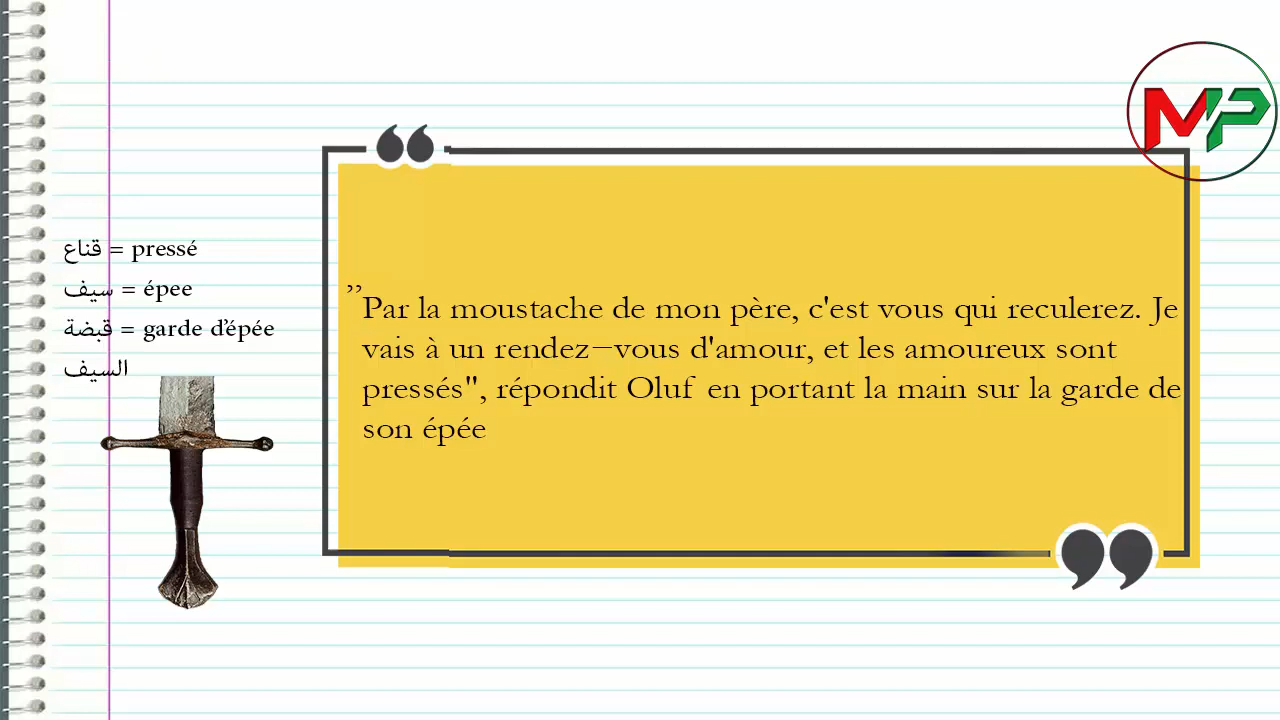 MP
قناع = pressé
سيف = épee
قبضة = garde d'épée
السيف
”Par la moustache de mon père, c'est vous qui reculerez. Je
vais à un rendez−vous d'amour, et les amoureux sont
pressés", répondit Oluf en portant la main sur la garde de
son épée